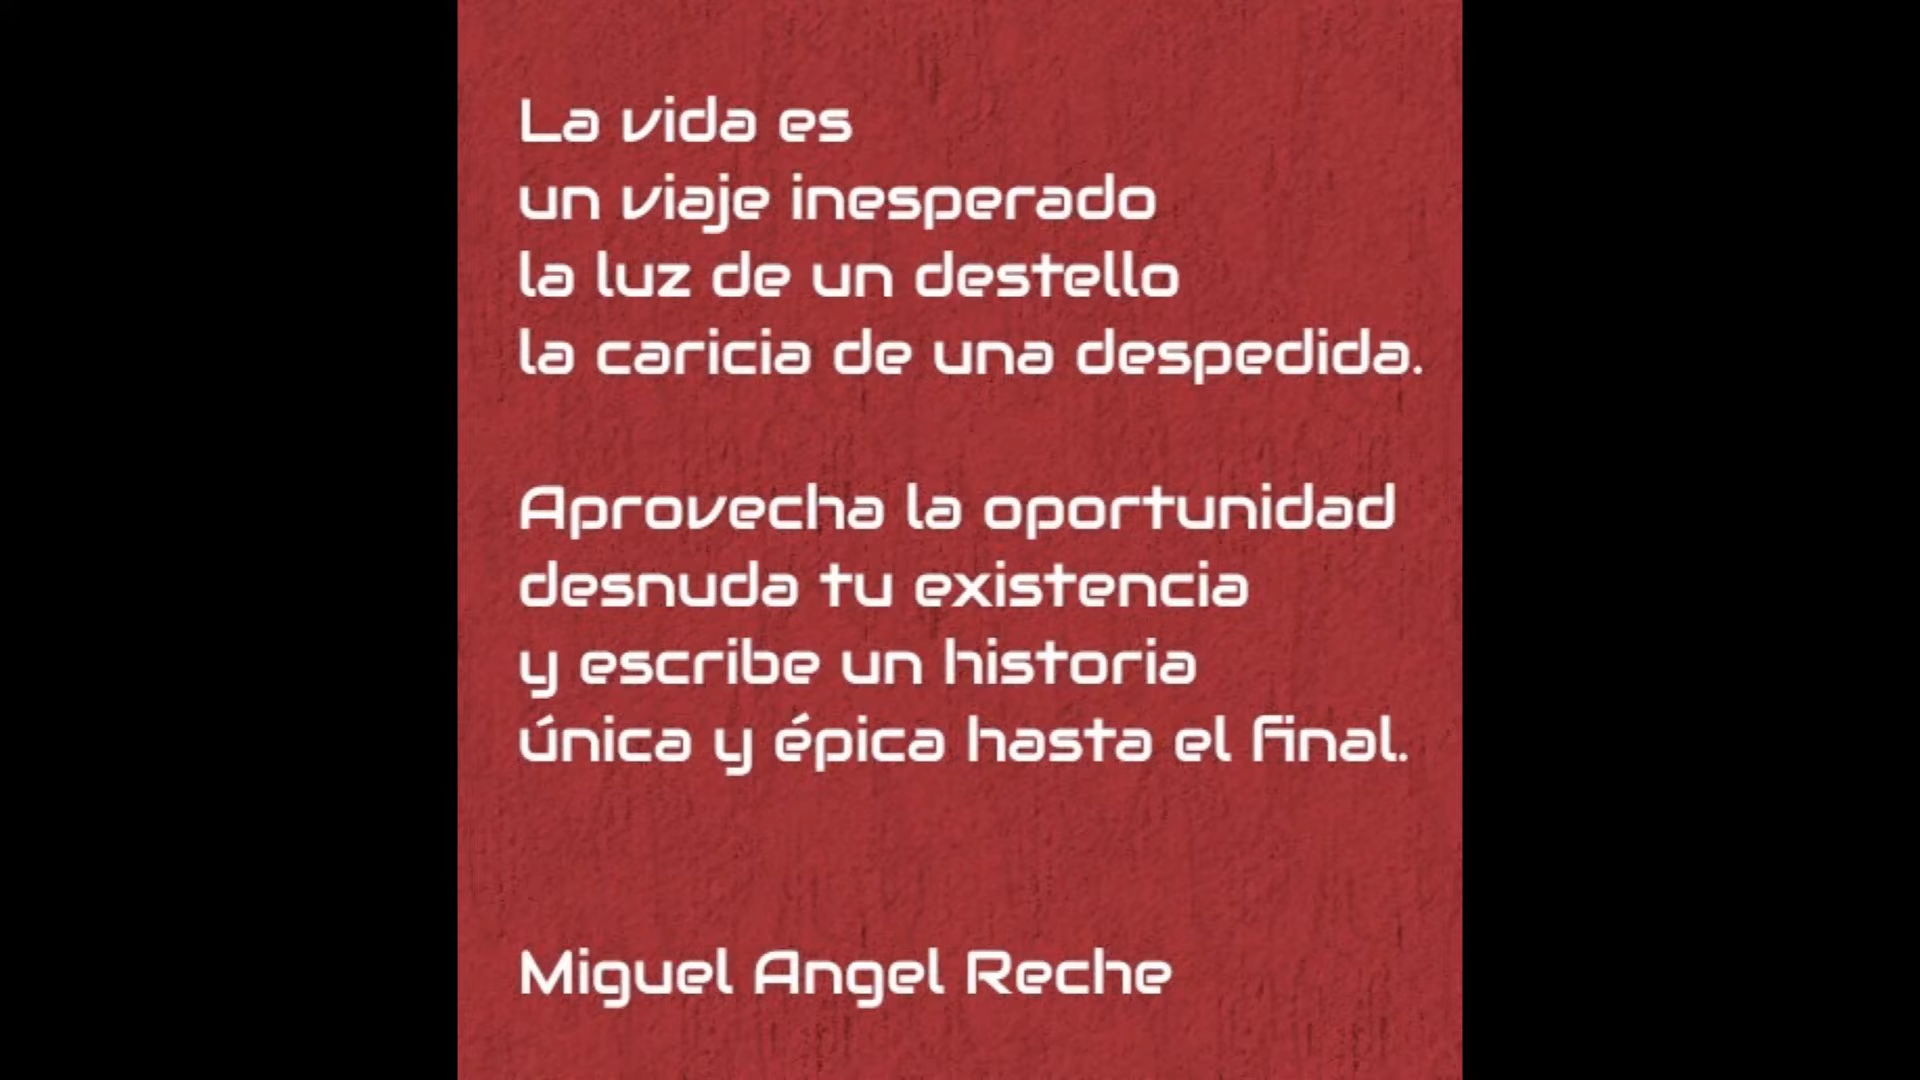 La vida es
un viaje inesperado
la luz de un destello
la caricia de una despedida.
Aprovecha la oportunidad
desnuda tu existencia
y escribe un historia
única y épica hasta el final.
Miguel Angel Reche